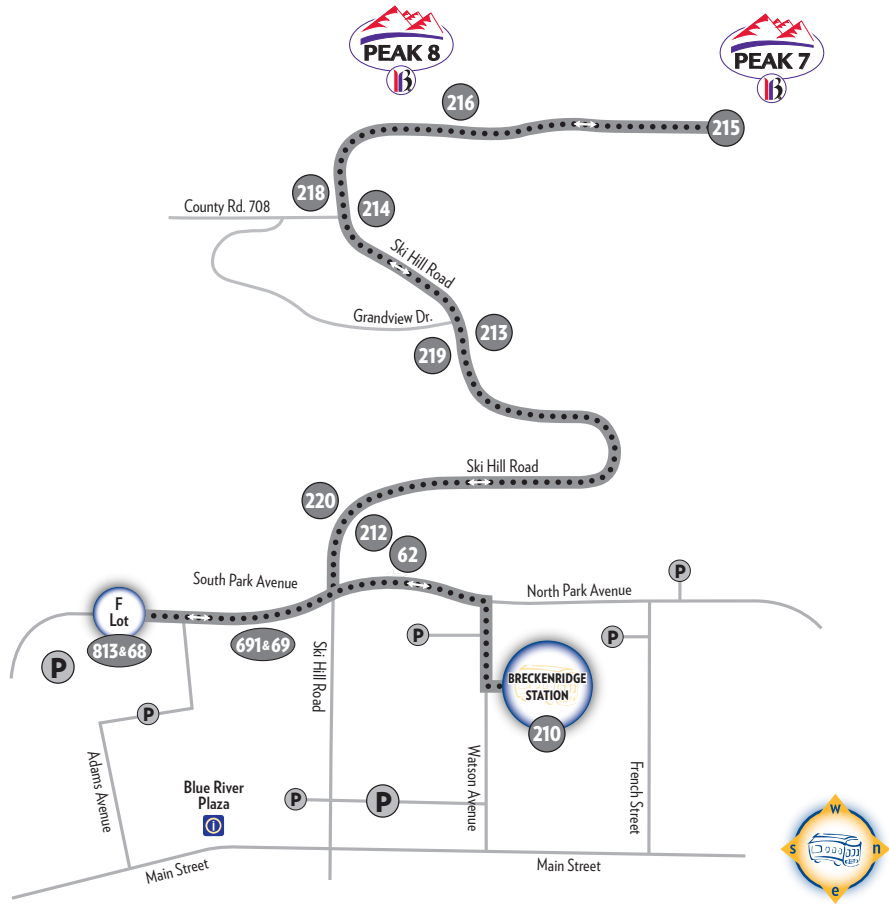 PEAK 8
B
PEAK 7
B
216
215
218
214
County Rd. 708
Ski Hill Road
Grandview Dr.
213
219
Ski Hill Road
220
212
62
South Park Avenue
North Park Avenue
P
F
Lot
813&68
691&69
P
P
P
P
Ski Hill Road
BRECKENRIDGE
STATION
210
Adams Avenue
Watson Avenue
French Street
Blue River
Plaza
i
P
P
Main Street
Main Street
w
s
n
e